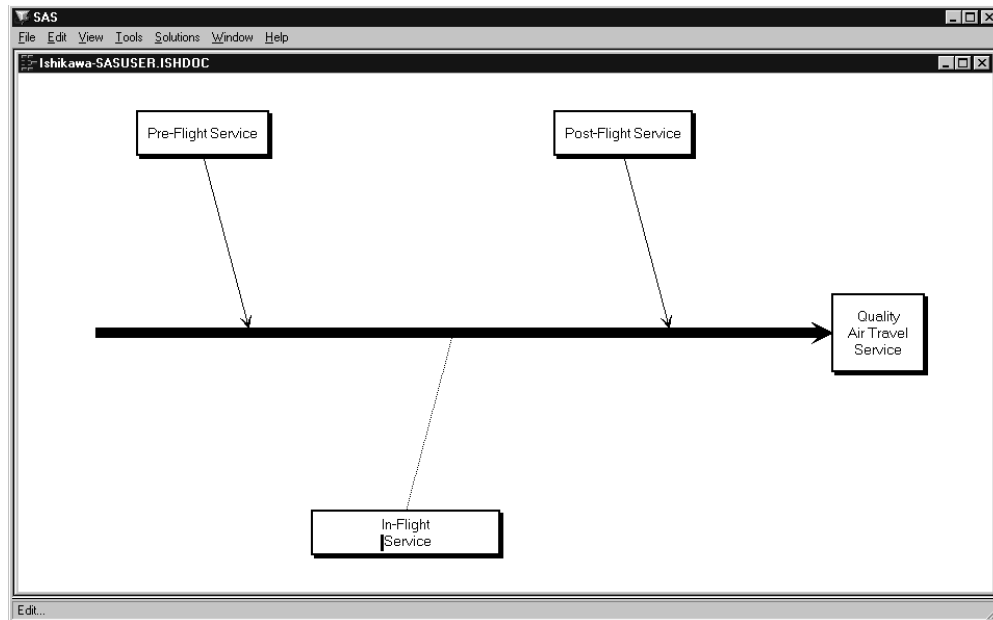 SAS
File Edit View Tools Solutions Window Help
Ishikawa-SASUSER.ISHDOC
Pre-Flight Service
Post-Flight Service
Quality
Air Travel
Service
In-Flight
Service
Edit...